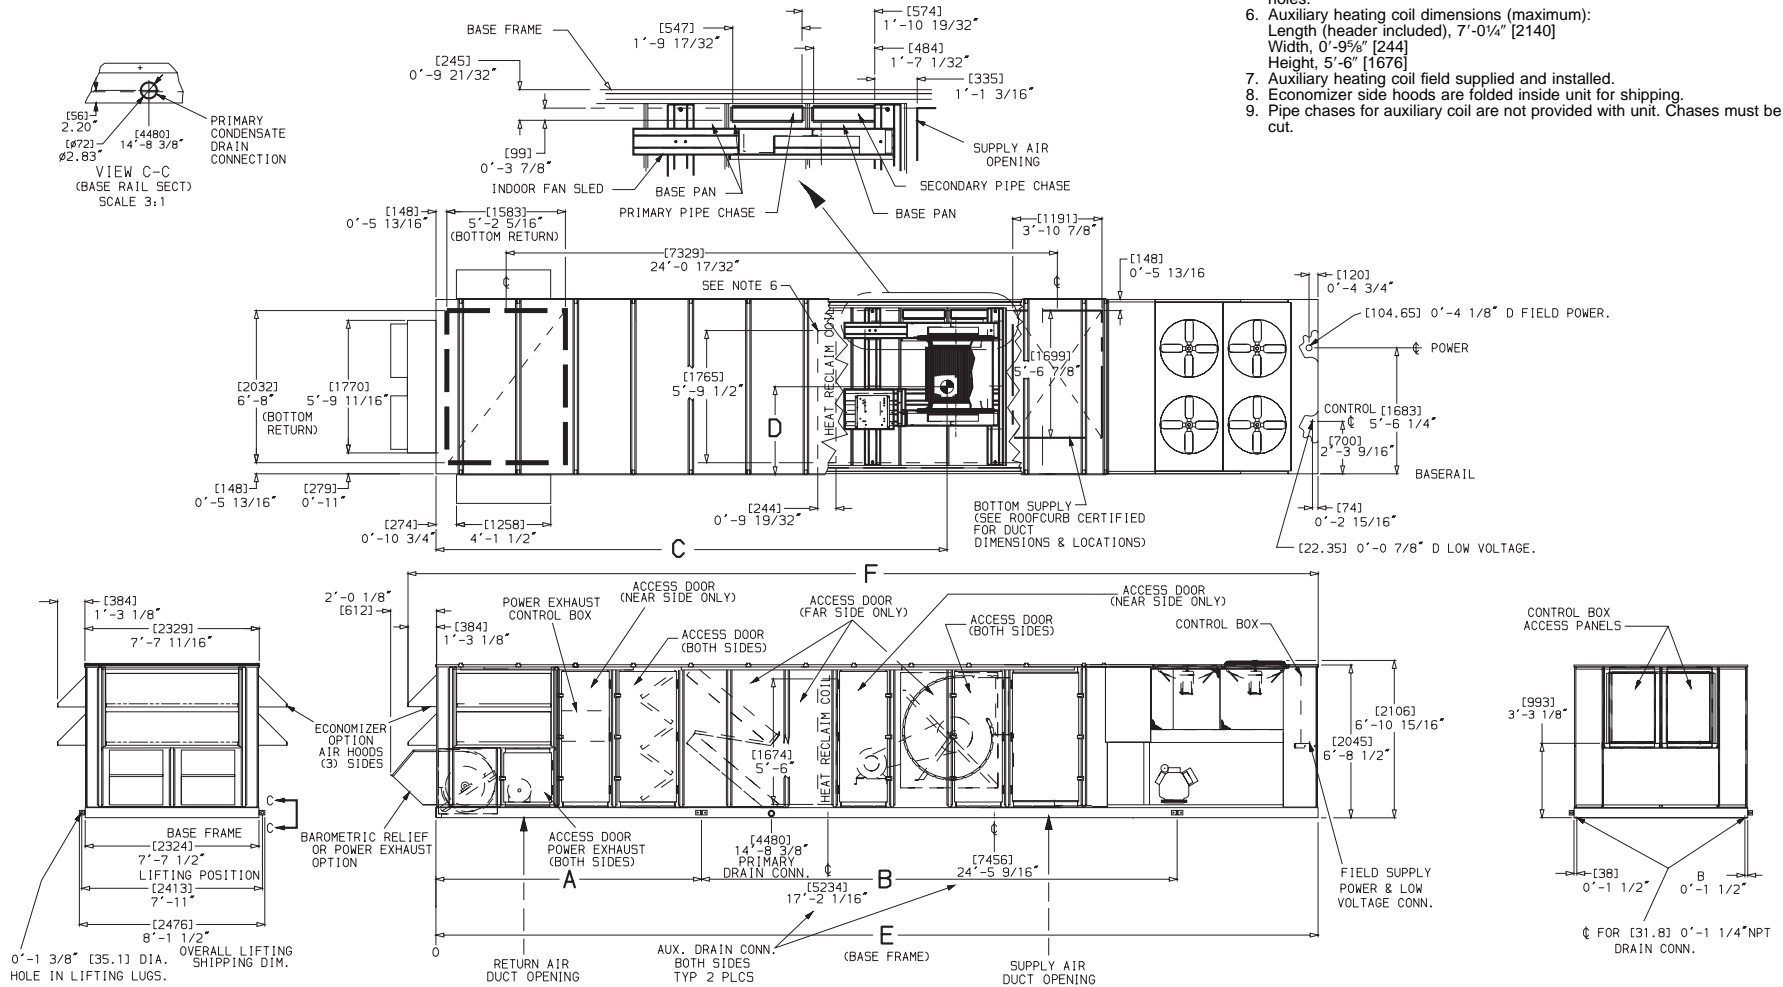 holes.
6. Auxiliary heating coil dimensions (maximum):
Length (header included), 7′-0¼″ [2140]
Width, 0′-9⅝″ [244]
Height, 5′-6″ [1676]
7. Auxiliary heating coil field supplied and installed.
8. Economizer side hoods are folded inside unit for shipping.
9. Pipe chases for auxiliary coil are not provided with unit. Chases must be
cut.
[56]
2.20″
[ø72]
ø2.83″
[4480]
14′-8 3/8″
PRIMARY
CONDENSATE
DRAIN
CONNECTION
VIEW C-C
(BASE RAIL SECT)
SCALE 3:1
BASE FRAME
[245]
0′-9 21/32″
[547]
1′-9 17/32″
[574]
1′-10 19/32″
[484]
1′-7 1/32″
[335]
1′-1 3/16″
[99]
0′-3 7/8″
INDOOR FAN SLED
BASE PAN
PRIMARY PIPE CHASE
SUPPLY AIR
OPENING
SECONDARY PIPE CHASE
BASE PAN
[148]
0′-5 13/16″
[1583]
5′-2 5/16″
(BOTTOM RETURN)
[7329]
24′-0 17/32″
℄
℄
SEE NOTE 6
[1191]
3′-10 7/8″
[148]
0′-5 13/16
[120]
0′-4 3/4″
[104.65] 0′-4 1/8″ D FIELD POWER.
℄ POWER
[2032]
6′-8″
(BOTTOM
RETURN)
[1770]
5′-9 11/16″
[1765]
5′-9 1/2″
D
HEAT RECLAIM COIL
[1699]
5′-6 7/8″
CONTROL
℄
[1683]
5′-6 1/4″
[700]
2′-3 9/16″
BASERAIL
[148]
0′-5 13/16″
[279]
0′-11″
[274]
0′-10 3/4″
[1258]
4′-1 1/2″
[244]
0′-9 19/32″
C
BOTTOM SUPPLY
(SEE ROOFCURB CERTIFIED
FOR DUCT
DIMENSIONS & LOCATIONS)
[74]
0′-2 15/16″
[22.35] 0′-0 7/8″ D LOW VOLTAGE.
F
[384]
1′-3 1/8″
[2329]
7′-7 11/16″
2′-0 1/8″
[612]
[384]
1′-3 1/8″
POWER EXHAUST
CONTROL BOX
ACCESS DOOR
(NEAR SIDE ONLY)
ACCESS DOOR
(BOTH SIDES)
ACCESS DOOR
(FAR SIDE ONLY)
ACCESS DOOR
(NEAR SIDE ONLY)
ACCESS DOOR
(BOTH SIDES)
CONTROL BOX
CONTROL BOX
ACCESS PANELS
ECONOMIZER
OPTION
AIR HOODS
(3) SIDES
[1674]
5′-6″
HEAT RECLAIM COIL
[2106]
6′-10 15/16″
[2045]
6′-8 1/2″
[993]
3′-3 1/8″
C
C
BASE FRAME
[2324]
7′-7 1/2″
LIFTING POSITION
[2413]
7′-11″
[2476]
8′-1 1/2″
OVERALL LIFTING
SHIPPING DIM.
0′-1 3/8″ [35.1] DIA.
HOLE IN LIFTING LUGS.
BAROMETRIC RELIEF
OR POWER EXHAUST
OPTION
ACCESS DOOR
POWER EXHAUST
(BOTH SIDES)
[4480]
14′-8 3/8″
PRIMARY
DRAIN CONN.
℄
℄
[7456]
24′-5 9/16″
[5234]
17′-2 1/16″
A
B
FIELD SUPPLY
POWER & LOW
VOLTAGE CONN.
[38]
0′-1 1/2″
B
0′-1 1/2″
℄ FOR [31.8] 0′-1 1/4″NPT
DRAIN CONN.
0
E
(BASE FRAME)
RETURN AIR
DUCT OPENING
AUX. DRAIN CONN.
BOTH SIDES
TYP 2 PLCS
SUPPLY AIR
DUCT OPENING